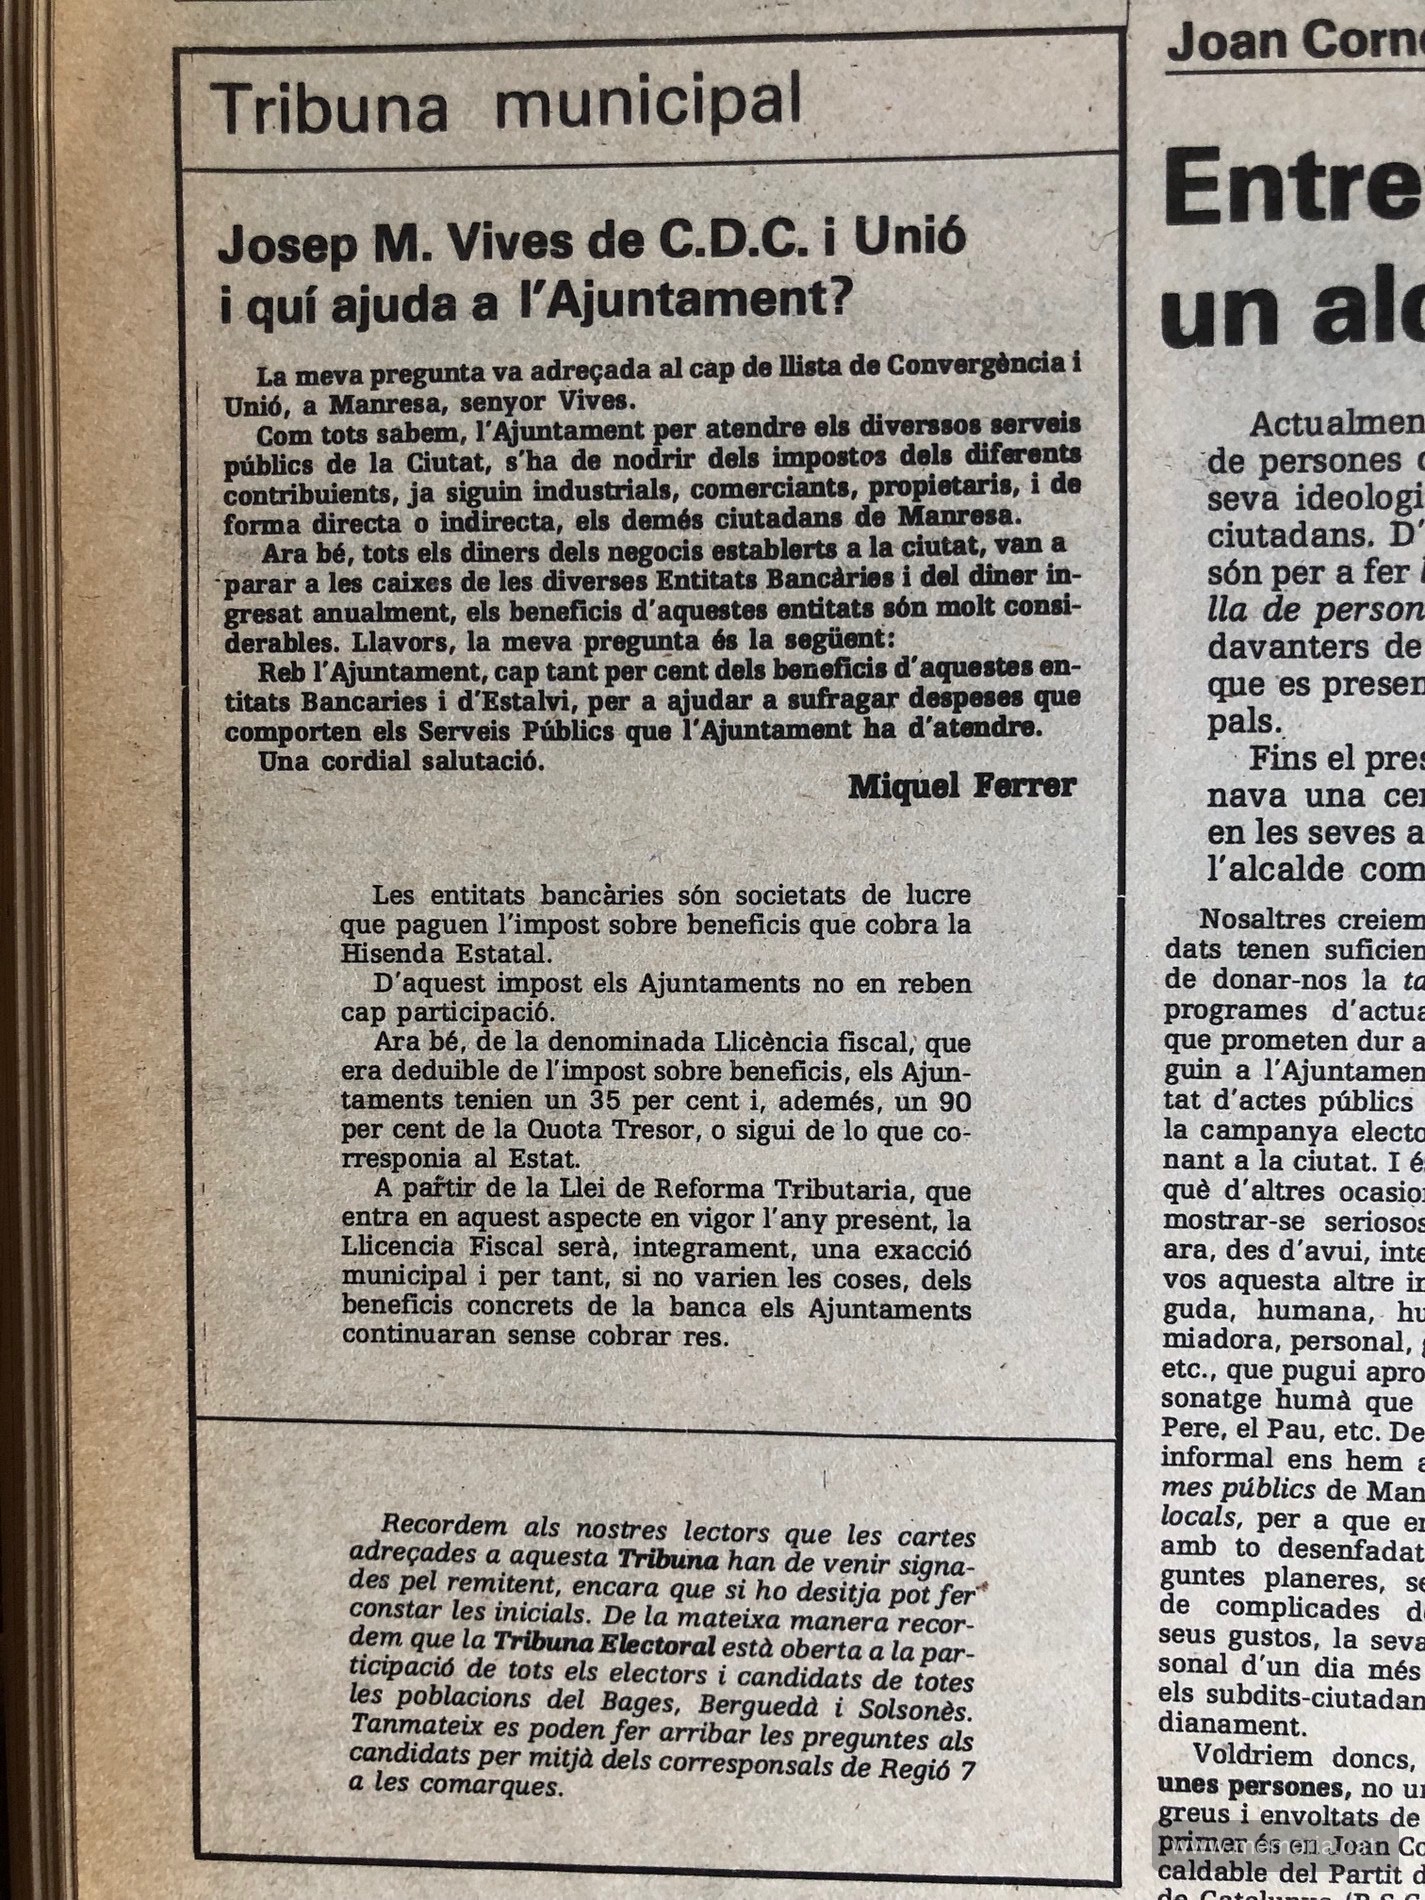 Tribuna municipal
Josep M. Vives de C.D.C. i Unió
i quí ajuda a l'Ajuntament?
La meva pregunta va adreçada al cap de llista de Convergència i
Unió, a Manresa, senyor Vives.
Com tots sabem, l'Ajuntament per atendre els diverssos serveis
públics de la Ciutat, s'ha de nodrir dels impostos dels diferents
contribuients, ja siguin industrials, comerciants, propietaris, i de
forma directa o indirecta, els demés ciutadans de Manresa.
Ara bé, tots els diners dels negocis establerts a la ciutat, van a
parar a les caixes de les diverses Entitats Bancàries i del diner in-
gresat anualment, els beneficis d'aquestes entitats són molt consi-
derables. Llavors, la meva pregunta és la següent:
Reb l'Ajuntament, cap tant per cent dels beneficis d'aquestes en-
titats Bancaries i d'Estalvi, per a ajudar a sufragar despeses que
comporten els Serveis Públics que l'Ajuntament ha d'atendre.
Una cordial salutació.
Miquel Ferrer
Les entitats bancàries són societats de lucre
que paguen l'impost sobre beneficis que cobra la
Hisenda Estatal.
D'aquest impost els Ajuntaments no en reben
cap participació.
Ara bé, de la denominada Llicència fiscal, que
era deduible de l'impost sobre beneficis, els Ajun-
taments tenien un 35 per cent i, además, un 90
per cent de la Quota Tresor, o sigui de lo que co-
rresponia al Estat.
A partir de la Llei de Reforma Tributaria, que
entra en aquest aspecte en vigor l'any present, la
Llicencia Fiscal serà, integrament, una exacció
municipal i per tant, si no varien les coses, dels
beneficis concrets de la banca els Ajuntaments
continuaran sense cobrar res.
Recordem als nostres lectors que les cartes
adreçades a aquesta Tribuna han de venir signa-
des pel remitent, encara que si ho desitja pot fer
constar les inicials. De la mateixa manera recor-
dem que la Tribuna Electoral està oberta a la par-
ticipació de tots els electors i candidats de totes
les poblacions del Bages, Berguedà i Solsonès.
Tanmateix es poden fer arribar les preguntes als
candidats per mitjà dels corresponsals de Regió 7
a les comarques.
Joan
un
Actualmen
de persones
seva ideologi
ciutadans. D'
són per a fer
lla de person
davanters de
que es presen
pals.
Fins el
nava una
en les seves
l'alcalde com
Nosaltres creiem
dats tenen
de donar-nos la
programes d'actua
que prometen dur a
guin a l'Ajuntamen
tat d'actes públics
la campanya electo
nant a la ciutat. I
què d'altres
mostrar-se seriosos
ara, des d'avui,
vos aquesta altre
guda, humana,
miadora, personal,
etc., que pugui
sonatge humà que
Pere, el Pau, etc. De
informal ens hem
mes públics de Man
locals, per a que
amb to desenfadat
guntes planeres,
de complicades
seus gustos, la seva
sonal d'un dia més
els subdits-ciutadan
dianament.
Voldriem doncs,
unes persones, no
greus i envoltats de
primer és en Joan
caldable del Partit